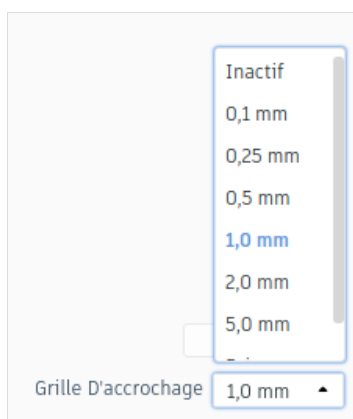 Inactif
0,1 mm
0,25 mm
0,5 mm
1,0 mm
2,0 mm
5,0 mm
Grille D'accrochage 1,0 mm